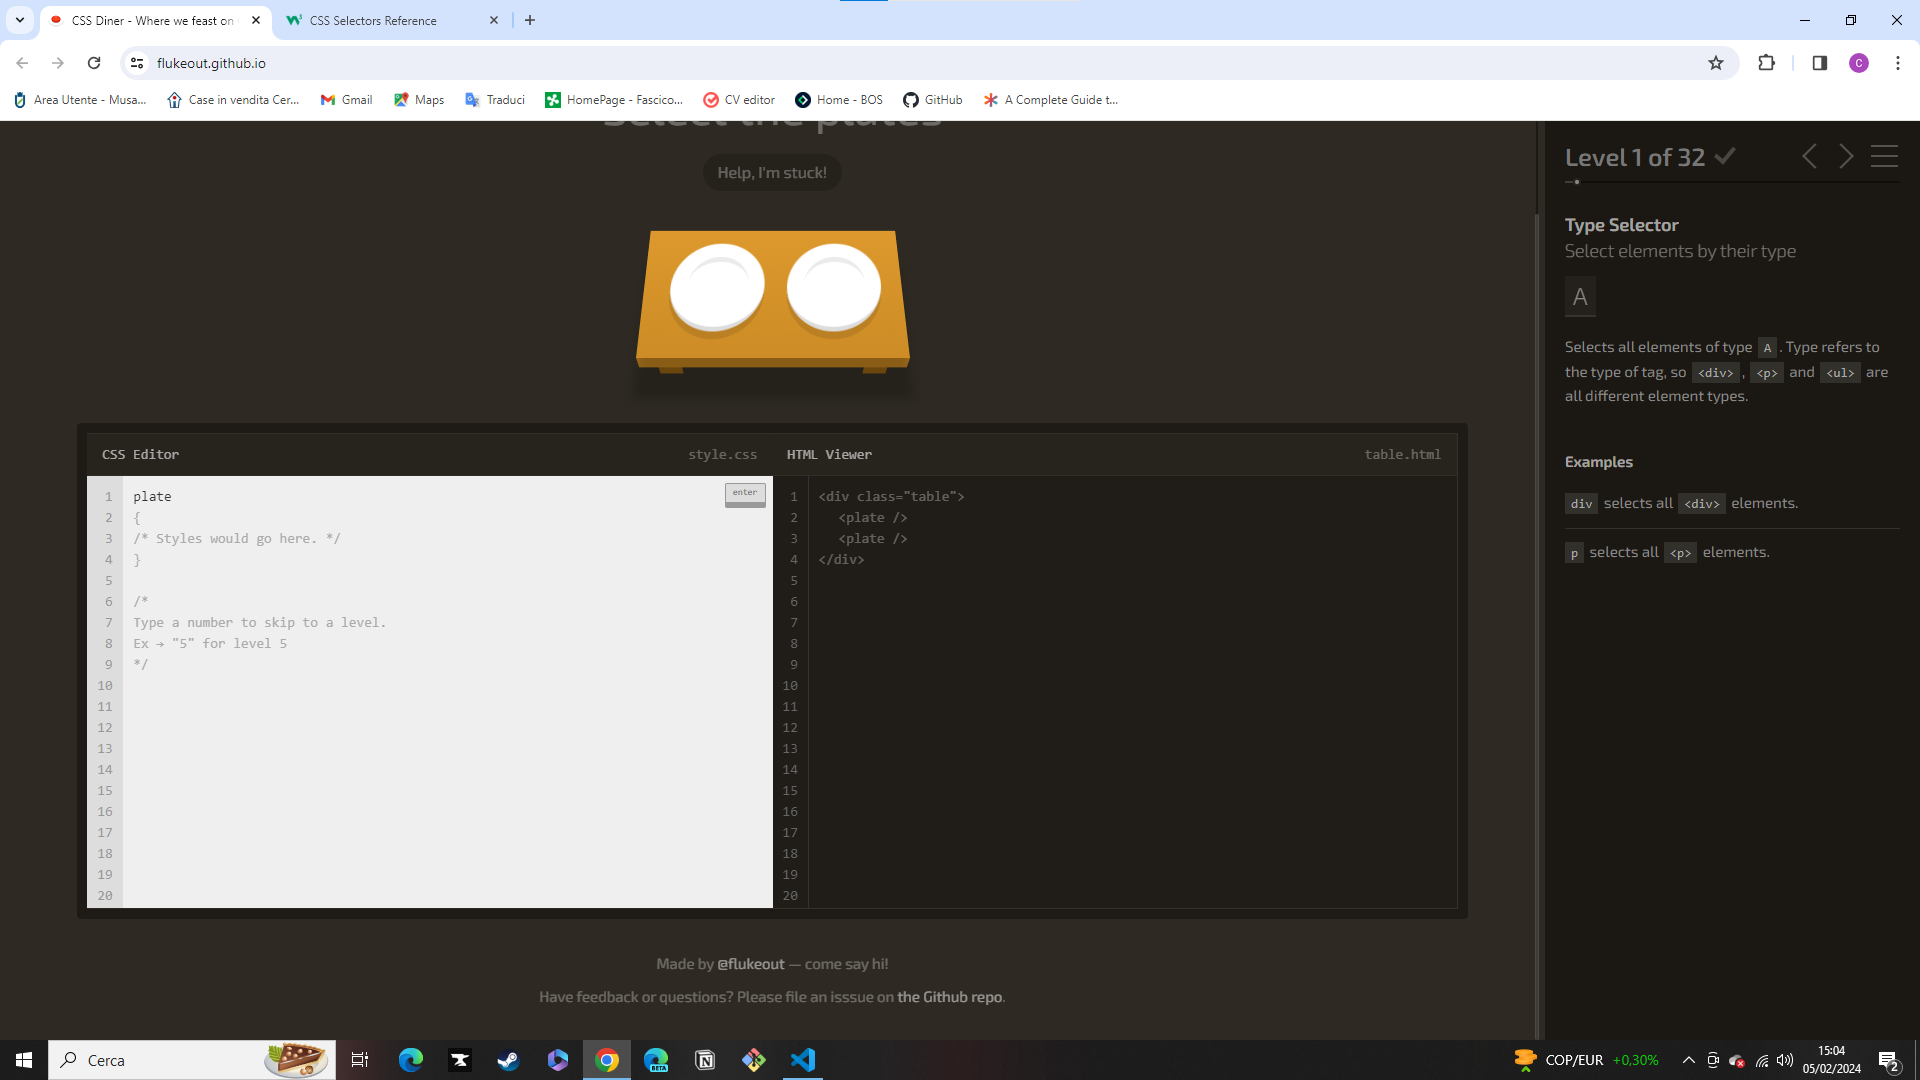 CSS Diner - Where we feast on
CSS Selectors Reference
flukeout.github.io
Area Utente - Musa...
Case in vendita Cer...
Gmail
Maps
Traduci
HomePage - Fascico...
CV editor
Home - BOS
GitHub
A Complete Guide t...
C
Select the plates
Help, I'm stuck!
CSS Editor
style.css
HTML Viewer
table.html
enter
1 plate
2 {
3 /* Styles would go here. */
4 }
5
6 /*
7 Type a number to skip to a level.
8 Ex → "5" for level 5
9 */
10
11
12
13
14
15
16
17
18
19
20
1 <div class="table">
2 <plate />
3 <plate />
4 </div>
5
6
7
8
9
10
11
12
13
14
15
16
17
18
19
20
Made by @flukeout — come say hi!
Have feedback or questions? Please file an isssue on the Github repo.
Level 1 of 32
Type Selector
Select elements by their type
A
Selects all elements of type A . Type refers to
the type of tag, so <div> , <p> and <ul> are
all different element types.
Examples
div selects all <div> elements.
p selects all <p> elements.
Cerca
BETA
COP/EUR +0,30%
15:04
05/02/2024
2